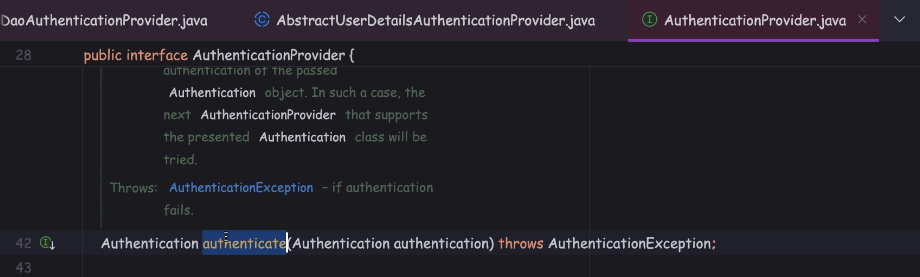 DaoAuthenticationProvider.java AbstractUserDetailsAuthenticationProvider.java AuthenticationProvider.java
28 public interface AuthenticationProvider {
authentication of the passed
Authentication object. In such a case, the
next AuthenticationProvider that supports
the presented Authentication class will be
tried.
Throws: AuthenticationException – if authentication
fails.
42 Authentication authenticate(Authentication authentication) throws AuthenticationException;
43